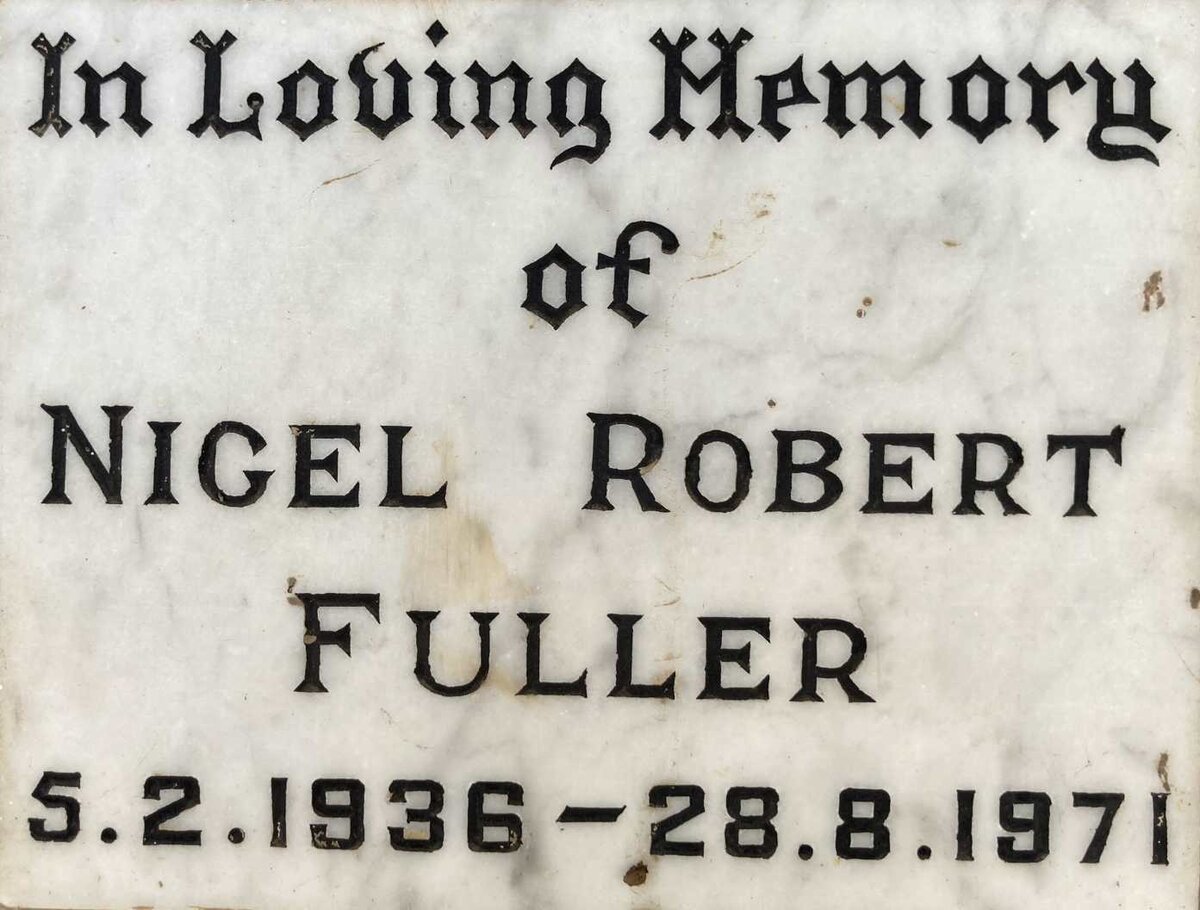 In Loving Memory
of
NIGEL ROBERT
FULLER
5.2.1936 – 28.8.1971